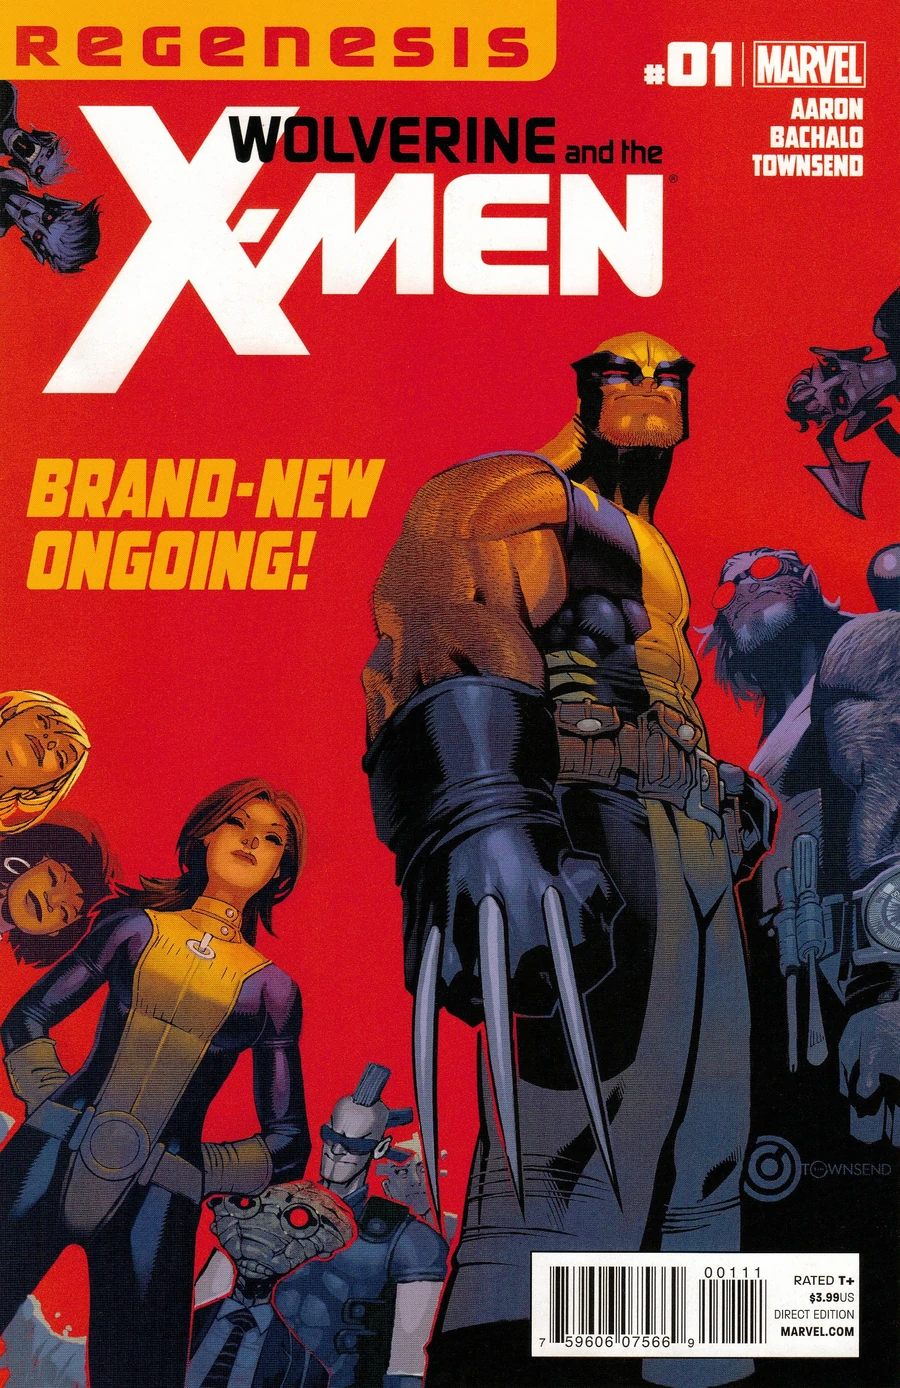 REGENESIS
#01 MARVEL
AARON
BACHALO
TOWNSEND
WOLVERINE and the
X-MEN®
BRAND-NEW
ONGOING!
TOWNSEND
00111
7 59606 07566 9
RATED T+
$3.99US
DIRECT EDITION
MARVEL.COM